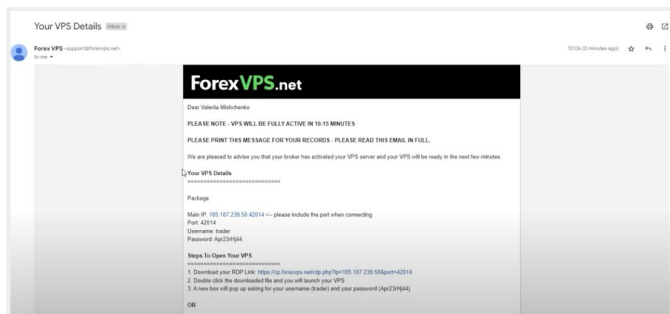 Your VPS Details Inbox ×
Forex VPS <support@forexvps.net>
10:06 (0 minutes ago)
to me
ForexVPS.net
Dear Valeriia Mishchenko
PLEASE NOTE - VPS WILL BE FULLY ACTIVE IN 10-15 MINUTES
PLEASE PRINT THIS MESSAGE FOR YOUR RECORDS - PLEASE READ THIS EMAIL IN FULL.
We are pleased to advise you that your broker has activated your VPS server and your VPS will be ready in the next few minutes.
Your VPS Details
=============================
Package:
Main IP: 185.187.239.50:42014 <-- please include the port when connecting
Port: 42014
Username: trader
Password: Apr23rHj44
Steps To Open Your VPS
=============================
1. Download your RDP Link: https://cp.forexvps.net/rdp.php?ip=185.187.239.50&port=42014
2. Double click the downloaded file and you will launch your VPS
3. A new box will pop up asking for your username (trader) and your password (Apr23rHj44).
OR